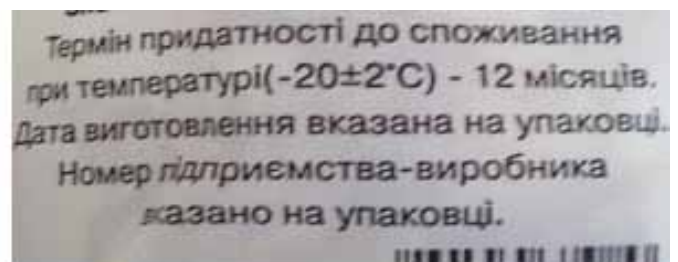 Термін придатності до споживання
при температурі(-20±2°С) - 12 місяців.
Дата виготовлення вказана на упаковці.
Номер підприємства-виробника
вказано на упаковці.